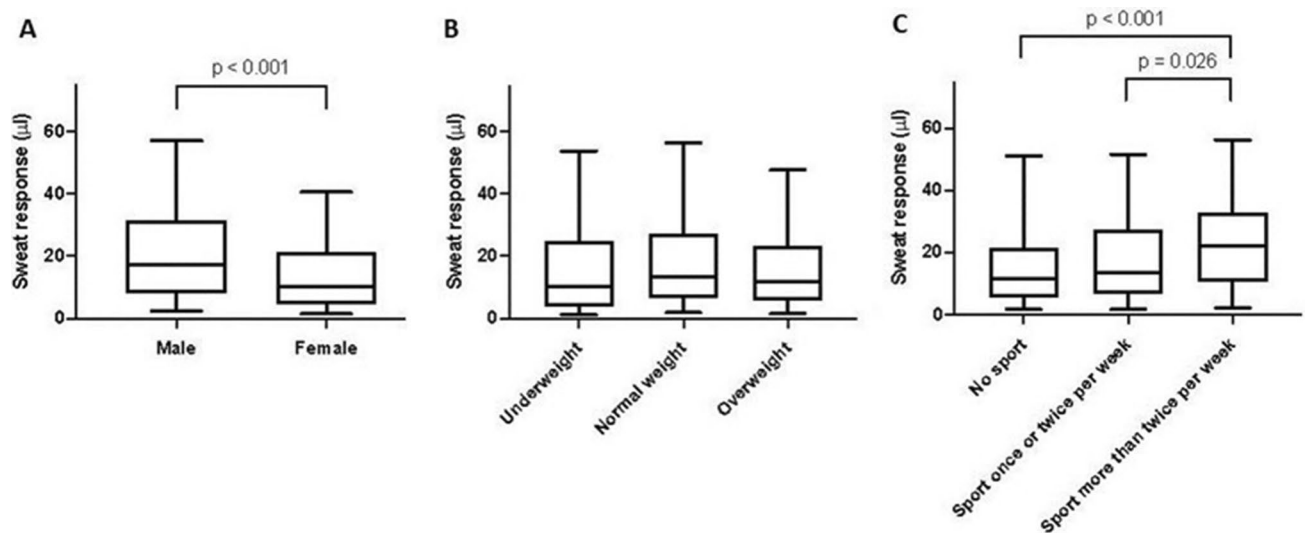 A
p < 0.001
Sweat response (µl)
60
40
20
0
Male
Female
B
Sweat response (µl)
60
40
20
0
Underweight
Normal weight
Overweight
C
p < 0.001
p = 0.026
Sweat response (µl)
60
40
20
0
No sport
Sport once or twice per week
Sport more than twice per week